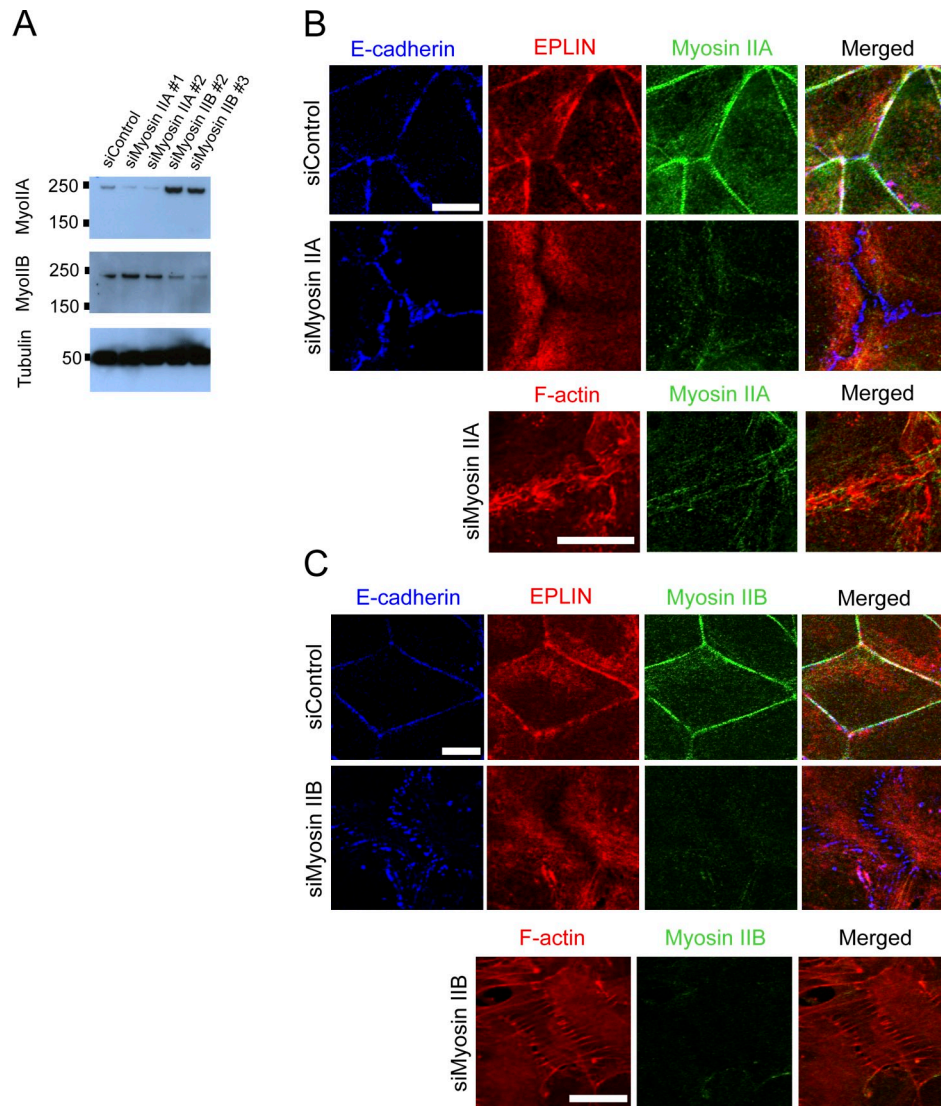 A
siControl
siMyosin IIA #1
siMyosin IIA #2
siMyosin IIB #2
siMyosin IIB #3
MyoIIA
250
150
MyoIIB
250
150
Tubulin
50
B
E-cadherin EPLIN Myosin IIA Merged
siControl
siMyosin IIA
F-actin Myosin IIA Merged
siMyosin IIA
C
E-cadherin EPLIN Myosin IIB Merged
siControl
siMyosin IIB
F-actin Myosin IIB Merged
siMyosin IIB